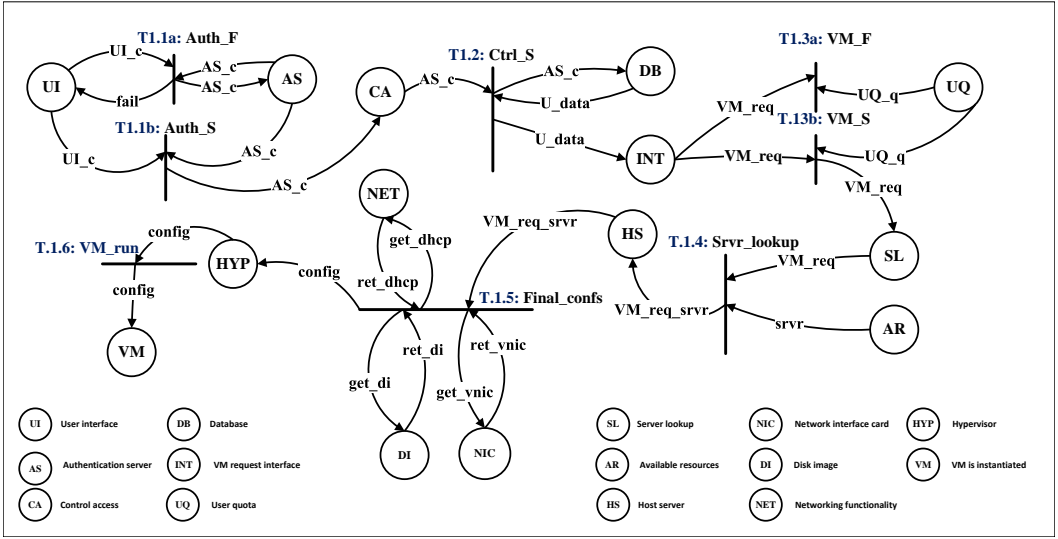 T1.1a: Auth_F
T1.2: Ctrl_S
T1.3a: VM_F
UI_c
AS_c
AS_c
fail
UI
AS
CA
AS_c
AS_c
U_data
DB
U_data
INT
VM_req
UQ_q
UQ
T1.1b: Auth_S
T.13b: VM_S
UI_c
AS_c
AS_c
VM_req
UQ_q
VM_req
NET
get_dhcp
ret_dhcp
VM_req_srvr
HS
T.1.4: Srvr_lookup
VM_req
SL
T.1.6: VM_run
config
HYP
config
config
VM
T.1.5: Final_confs
VM_req_srvr
srvr
AR
get_di
ret_di
ret_vnic
get_vnic
DI
NIC
UI User interface
DB Database
SL Server lookup
NIC Network interface card
HYP Hypervisor
AS Authentication server
INT VM request interface
AR Available resources
DI Disk image
VM VM is instantiated
CA Control access
UQ User quota
HS Host server
NET Networking functionality